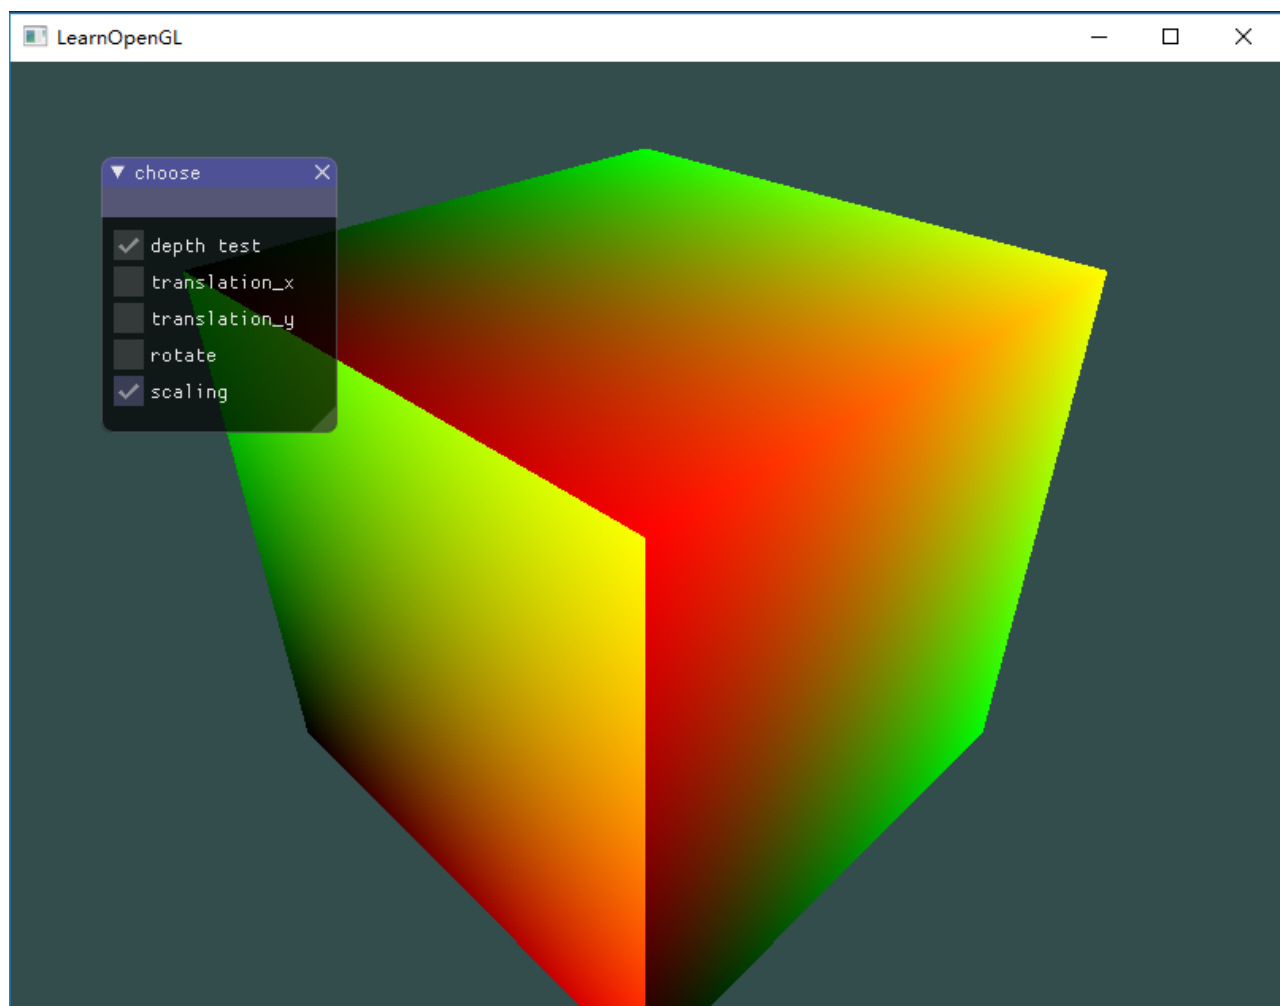 LearnOpenGL
choose
depth test
translation_x
translation_y
rotate
scaling